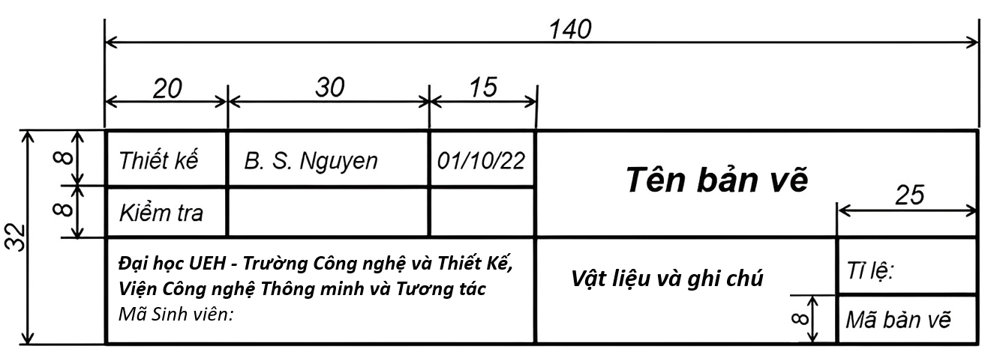 140
20 30 15
8 Thiết kế B. S. Nguyen 01/10/22 Tên bản vẽ
25
8 Kiểm tra
32
Đại học UEH - Trường Công nghệ và Thiết Kế,
Viện Công nghệ Thông minh và Tương tác
Mã Sinh viên:
Vật liệu và ghi chú
Tỉ lệ:
8 Mã bản vẽ